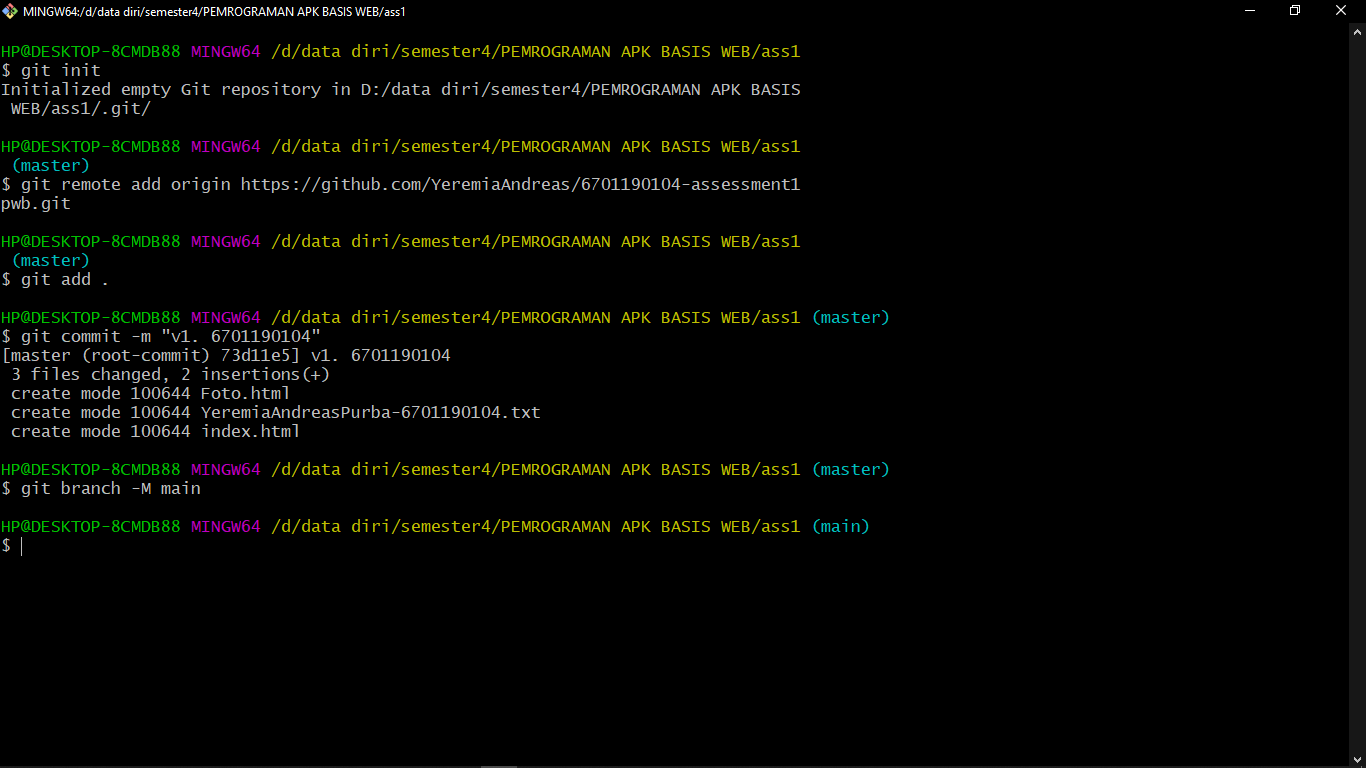 MINGW64:/d/data diri/semester4/PEMROGRAMAN APK BASIS WEB/ass1
HP@DESKTOP-8CMDB88 MINGW64 /d/data diri/semester4/PEMROGRAMAN APK BASIS WEB/ass1
$ git init
Initialized empty Git repository in D:/data diri/semester4/PEMROGRAMAN APK BASIS
 WEB/ass1/.git/
HP@DESKTOP-8CMDB88 MINGW64 /d/data diri/semester4/PEMROGRAMAN APK BASIS WEB/ass1
 (master)
$ git remote add origin https://github.com/YeremiaAndreas/6701190104-assessment1
pwb.git
HP@DESKTOP-8CMDB88 MINGW64 /d/data diri/semester4/PEMROGRAMAN APK BASIS WEB/ass1
 (master)
$ git add .
HP@DESKTOP-8CMDB88 MINGW64 /d/data diri/semester4/PEMROGRAMAN APK BASIS WEB/ass1 (master)
$ git commit -m "v1. 6701190104"
[master (root-commit) 73d11e5] v1. 6701190104
 3 files changed, 2 insertions(+)
 create mode 100644 Foto.html
 create mode 100644 YeremiaAndreasPurba-6701190104.txt
 create mode 100644 index.html
HP@DESKTOP-8CMDB88 MINGW64 /d/data diri/semester4/PEMROGRAMAN APK BASIS WEB/ass1 (master)
$ git branch -M main
HP@DESKTOP-8CMDB88 MINGW64 /d/data diri/semester4/PEMROGRAMAN APK BASIS WEB/ass1 (main)
$